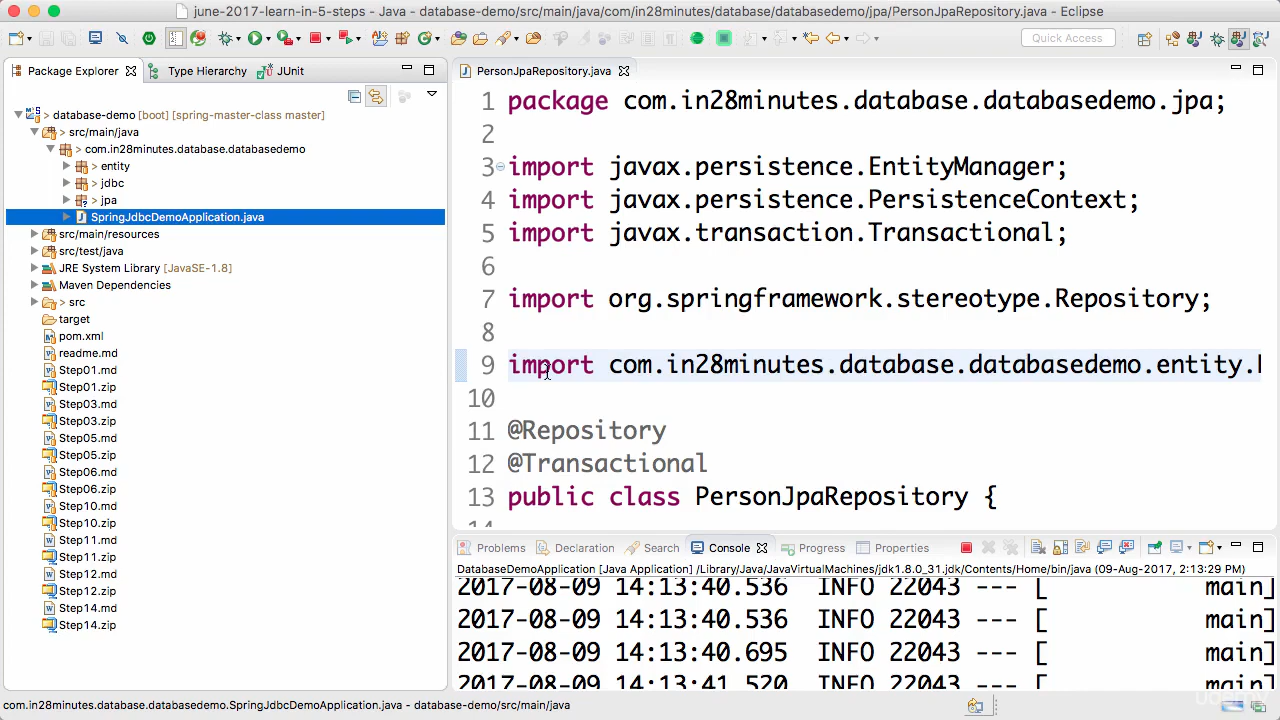 june-2017-learn-in-5-steps - Java - database-demo/src/main/java/com/in28minutes/database/databasedemo/jpa/PersonJpaRepository.java - Eclipse
Quick Access
Package Explorer
Type Hierarchy
JUnit
database-demo [boot] [spring-master-class master]
> src/main/java
> com.in28minutes.database.databasedemo
> entity
> jdbc
> jpa
SpringJdbcDemoApplication.java
src/main/resources
src/test/java
JRE System Library [JavaSE-1.8]
Maven Dependencies
> src
target
pom.xml
readme.md
Step01.md
Step01.zip
Step03.md
Step03.zip
Step05.md
Step05.zip
Step06.md
Step06.zip
Step10.md
Step10.zip
Step11.md
Step11.zip
Step12.md
Step12.zip
Step14.md
Step14.zip
PersonJpaRepository.java
1 package com.in28minutes.database.databasedemo.jpa;
2
3 import javax.persistence.EntityManager;
4 import javax.persistence.PersistenceContext;
5 import javax.transaction.Transactional;
6
7 import org.springframework.stereotype.Repository;
8
9 import com.in28minutes.database.databasedemo.entity.
10
11 @Repository
12 @Transactional
13 public class PersonJpaRepository {
14
Problems
Declaration
Search
Console
Progress
Properties
DatabaseDemoApplication [Java Application] /Library/Java/JavaVirtualMachines/jdk1.8.0_31.jdk/Contents/Home/bin/java (09-Aug-2017, 2:13:29 PM)
2017-08-09 14:13:40.536 INFO 22043 --- [ main]
2017-08-09 14:13:40.536 INFO 22043 --- [ main]
2017-08-09 14:13:40.695 INFO 22043 --- [ main]
2017-08-09 14:13:41.520 INFO 22043 --- [ main]
com.in28minutes.database.databasedemo.SpringJdbcDemoApplication.java - database-demo/src/main/java